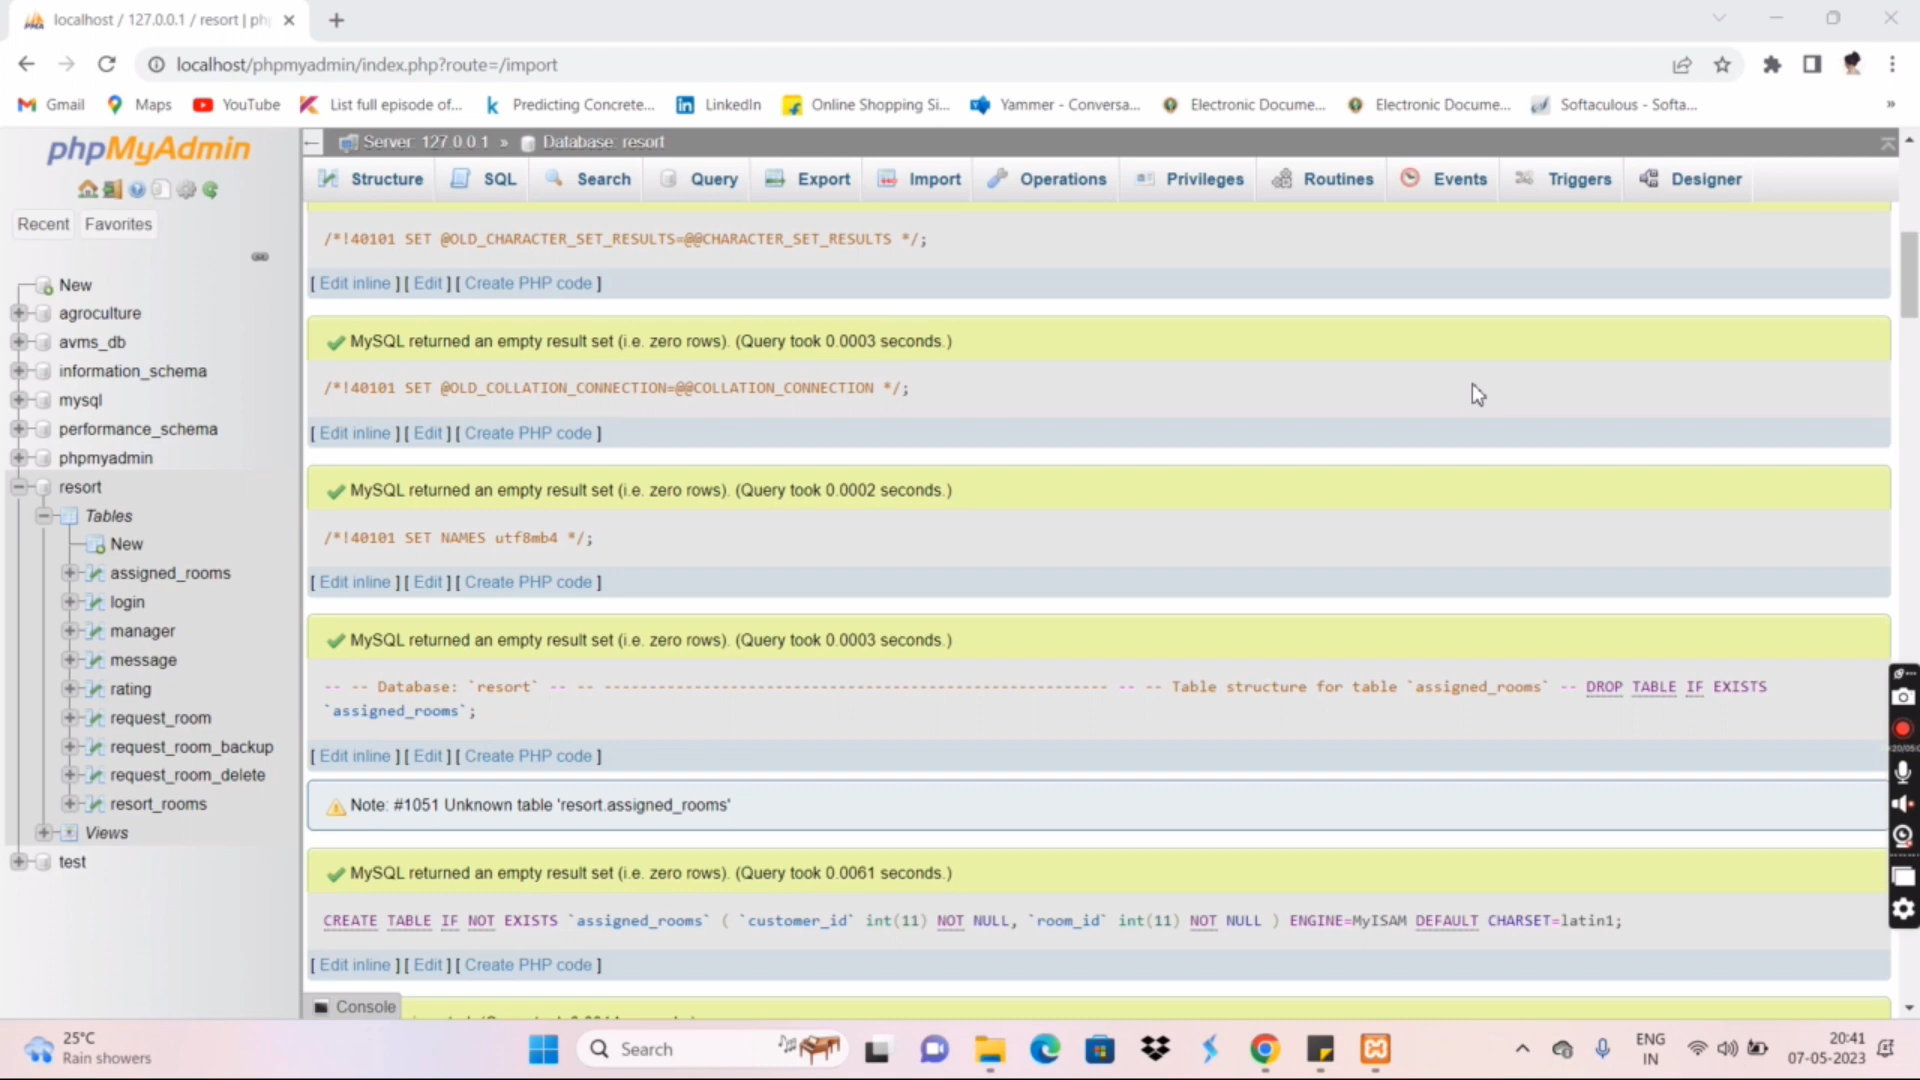 localhost / 127.0.0.1 / resort | ph
localhost/phpmyadmin/index.php?route=/import
Gmail
Maps
YouTube
List full episode of...
Predicting Concrete...
LinkedIn
Online Shopping Si...
Yammer - Conversa...
Electronic Docume...
Electronic Docume...
Softaculous - Softa...
»
phpMyAdmin
Recent Favorites
New
agroculture
avms_db
information_schema
mysql
performance_schema
phpmyadmin
resort
Tables
New
assigned_rooms
login
manager
message
rating
request_room
request_room_backup
request_room_delete
resort_rooms
Views
test
Server: 127.0.0.1 » Database: resort
Structure
SQL
Search
Query
Export
Import
Operations
Privileges
Routines
Events
Triggers
Designer
/*!40101 SET @OLD_CHARACTER_SET_RESULTS=@@CHARACTER_SET_RESULTS */;
[ Edit inline ] [ Edit ] [ Create PHP code ]
MySQL returned an empty result set (i.e. zero rows). (Query took 0.0003 seconds.)
/*!40101 SET @OLD_COLLATION_CONNECTION=@@COLLATION_CONNECTION */;
[ Edit inline ] [ Edit ] [ Create PHP code ]
MySQL returned an empty result set (i.e. zero rows). (Query took 0.0002 seconds.)
/*!40101 SET NAMES utf8mb4 */;
[ Edit inline ] [ Edit ] [ Create PHP code ]
MySQL returned an empty result set (i.e. zero rows). (Query took 0.0003 seconds.)
-- -- Database: `resort` -- -- -------------------------------------------------------- -- -- Table structure for table `assigned_rooms` -- DROP TABLE IF EXISTS
`assigned_rooms`;
[ Edit inline ] [ Edit ] [ Create PHP code ]
Note: #1051 Unknown table 'resort.assigned_rooms'
MySQL returned an empty result set (i.e. zero rows). (Query took 0.0061 seconds.)
CREATE TABLE IF NOT EXISTS `assigned_rooms` ( `customer_id` int(11) NOT NULL, `room_id` int(11) NOT NULL ) ENGINE=MyISAM DEFAULT CHARSET=latin1;
[ Edit inline ] [ Edit ] [ Create PHP code ]
Console
25°C
Rain showers
Search
ENG
IN
20:41
07-05-2023